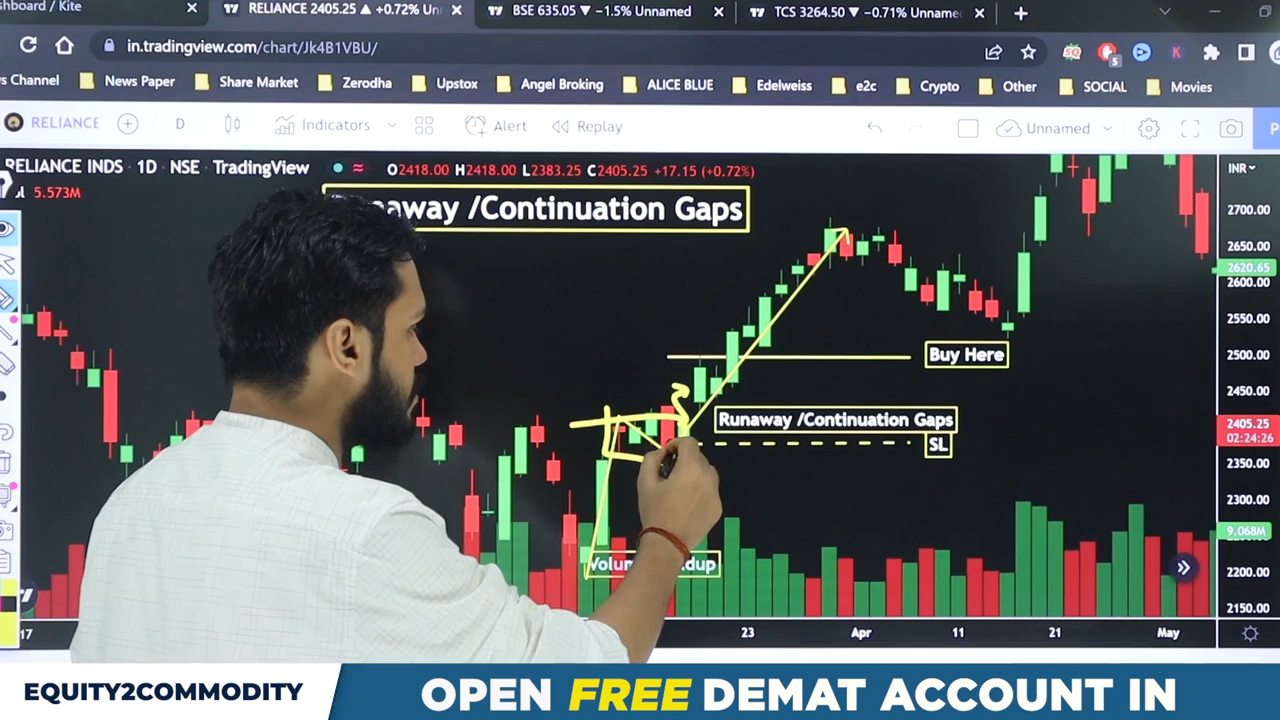 shboard / Kite
RELIANCE 2405.25 ▲ +0.72% Un
BSE 635.05 ▼ −1.5% Unnamed
TCS 3264.50 ▼ −0.71% Unname
in.tradingview.com/chart/Jk4B1VBU/
s Channel
News Paper
Share Market
Zerodha
Upstox
Angel Broking
ALICE BLUE
Edelweiss
e2c
Crypto
Other
SOCIAL
Movies
RELIANCE
D
Indicators
Alert
Replay
Unnamed
P
RELIANCE INDS · 1D · NSE · TradingView
O2418.00 H2418.00 L2383.25 C2405.25 +17.15 (+0.72%)
5.573M
INR
away /Continuation Gaps
2700.00
2650.00
2620.65
2600.00
2550.00
2500.00
Buy Here
2450.00
Runaway /Continuation Gaps
2405.25
02:24:26
SL
2350.00
2300.00
9.068M
Volum
dup
2200.00
2150.00
17
23
Apr
11
21
May
EQUITY2COMMODITY
OPEN FREE DEMAT ACCOUNT IN